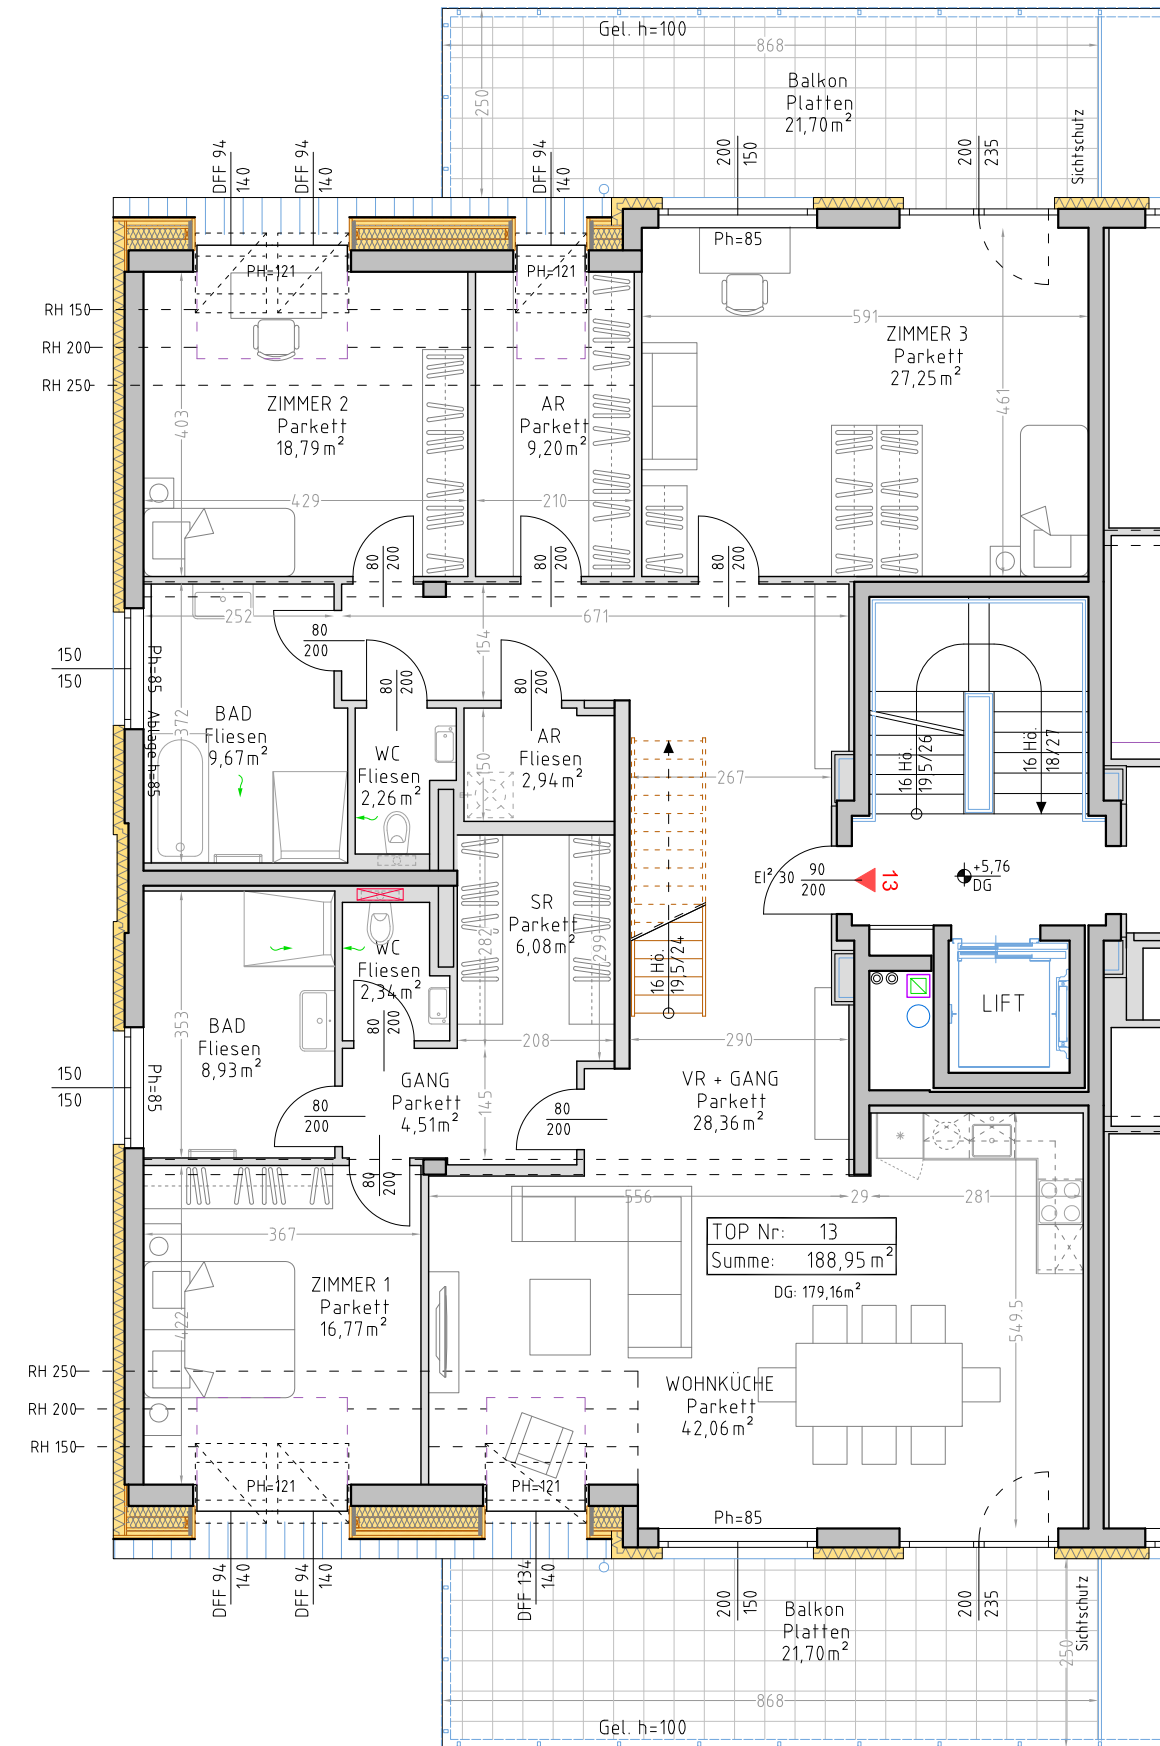 Gel. h=100
868
250
Balkon
Platten
21,70m²
Sichtschutz
DFF 94
140
DFF 94
140
DFF 94
140
200
150
200
235
Ph=85
PH=121
PH=121
RH 150
RH 200
RH 250
591
ZIMMER 3
Parkett
27,25m²
461
ZIMMER 2
Parkett
18,79m²
403
AR
Parkett
9,20m²
429
210
80
200
80
200
80
200
252
671
80
200
154
150
150
Ph=85
Ablage h=85
372
BAD
Fliesen
9,67m²
80
200
80
200
WC
Fliesen
2,26m²
150
AR
Fliesen
2,94m²
267
16 Hö.
19,5/26
16 Hö.
18/27
EI²30
90
200
13
+5,76
DG
SR
Parkett
6,08m²
282
299
WC
Fliesen
2,34m²
80
200
16 Hö.
19,5/24
LIFT
353
BAD
Fliesen
8,93m²
208
290
150
150
Ph=85
GANG
Parkett
4,51m²
145
VR + GANG
Parkett
28,36m²
80
200
80
200
80
200
556
29
281
367
TOP Nr: 13
Summe: 188,95m²
DG: 179,16m²
ZIMMER 1
Parkett
16,77m²
422
549.5
RH 250
RH 200
RH 150
WOHNKÜCHE
Parkett
42,06m²
PH=121
PH=121
Ph=85
DFF 94
140
DFF 94
140
DFF 134
140
200
150
200
235
Balkon
Platten
21,70m²
Sichtschutz
250
868
Gel. h=100